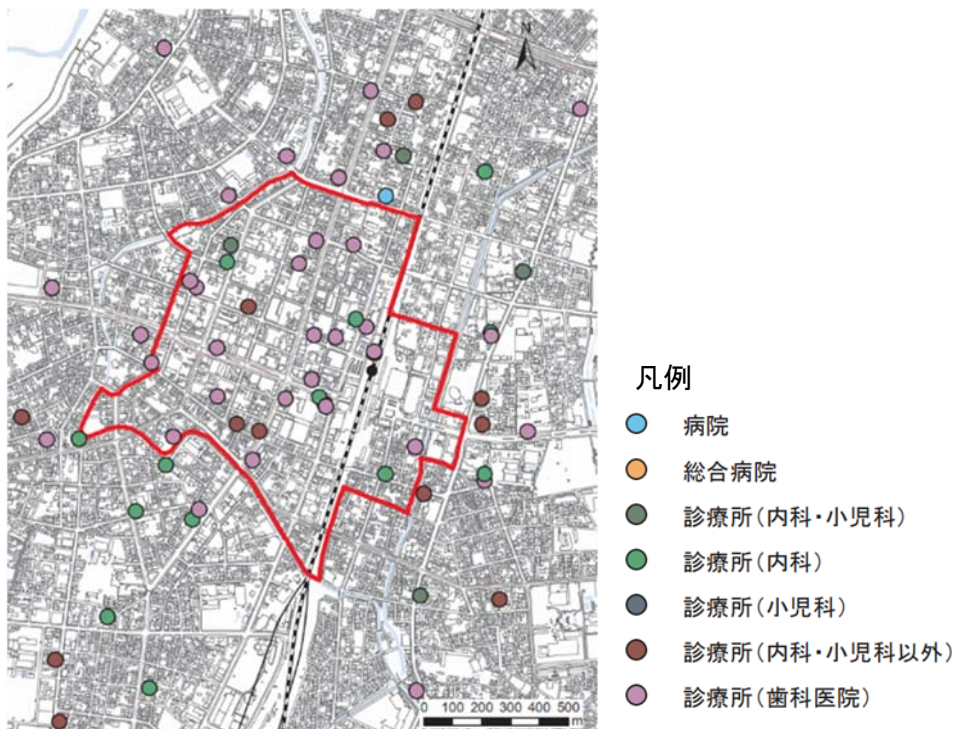 N
凡例
病院
総合病院
診療所(内科・小児科)
診療所(内科)
診療所(小児科)
診療所(内科・小児科以外)
診療所(歯科医院)
0 100 200 300 400 500
m